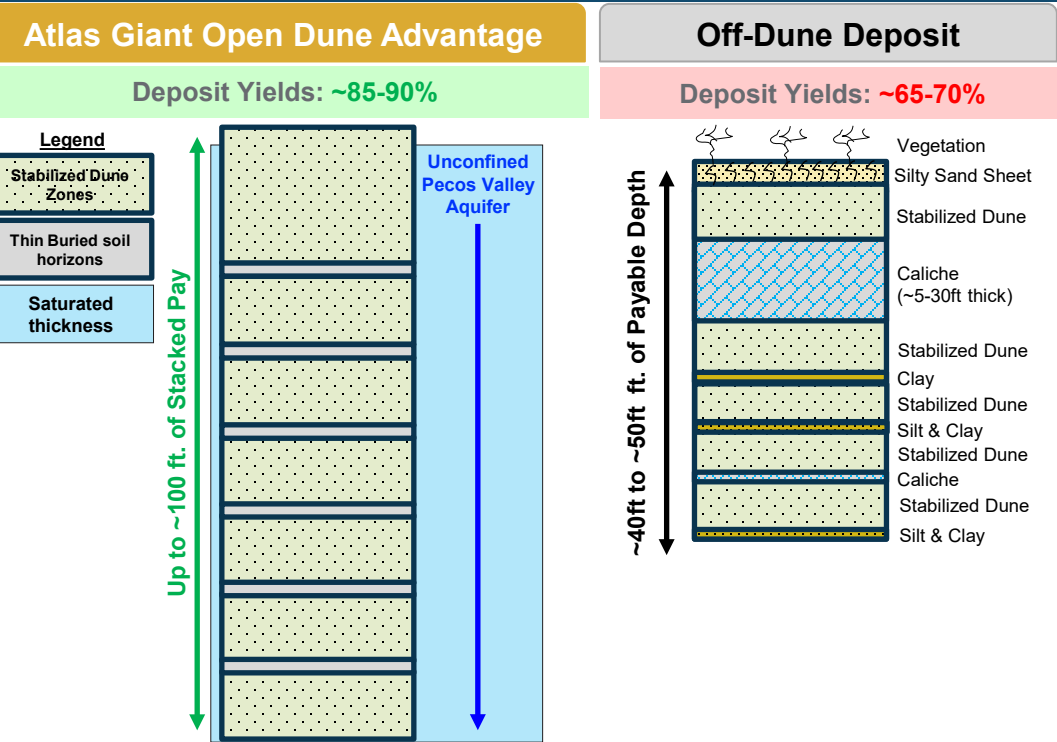 Atlas Giant Open Dune Advantage
Deposit Yields: ~85-90%
Legend
Stabilized Dune
Zones
Thin Buried soil
horizons
Saturated
thickness
Up to ~100 ft. of Stacked Pay
Unconfined
Pecos Valley
Aquifer
Off-Dune Deposit
Deposit Yields: ~65-70%
~40ft to ~50ft ft. of Payable Depth
Vegetation
Silty Sand Sheet
Stabilized Dune
Caliche
(~5-30ft thick)
Stabilized Dune
Clay
Stabilized Dune
Silt & Clay
Stabilized Dune
Caliche
Stabilized Dune
Silt & Clay